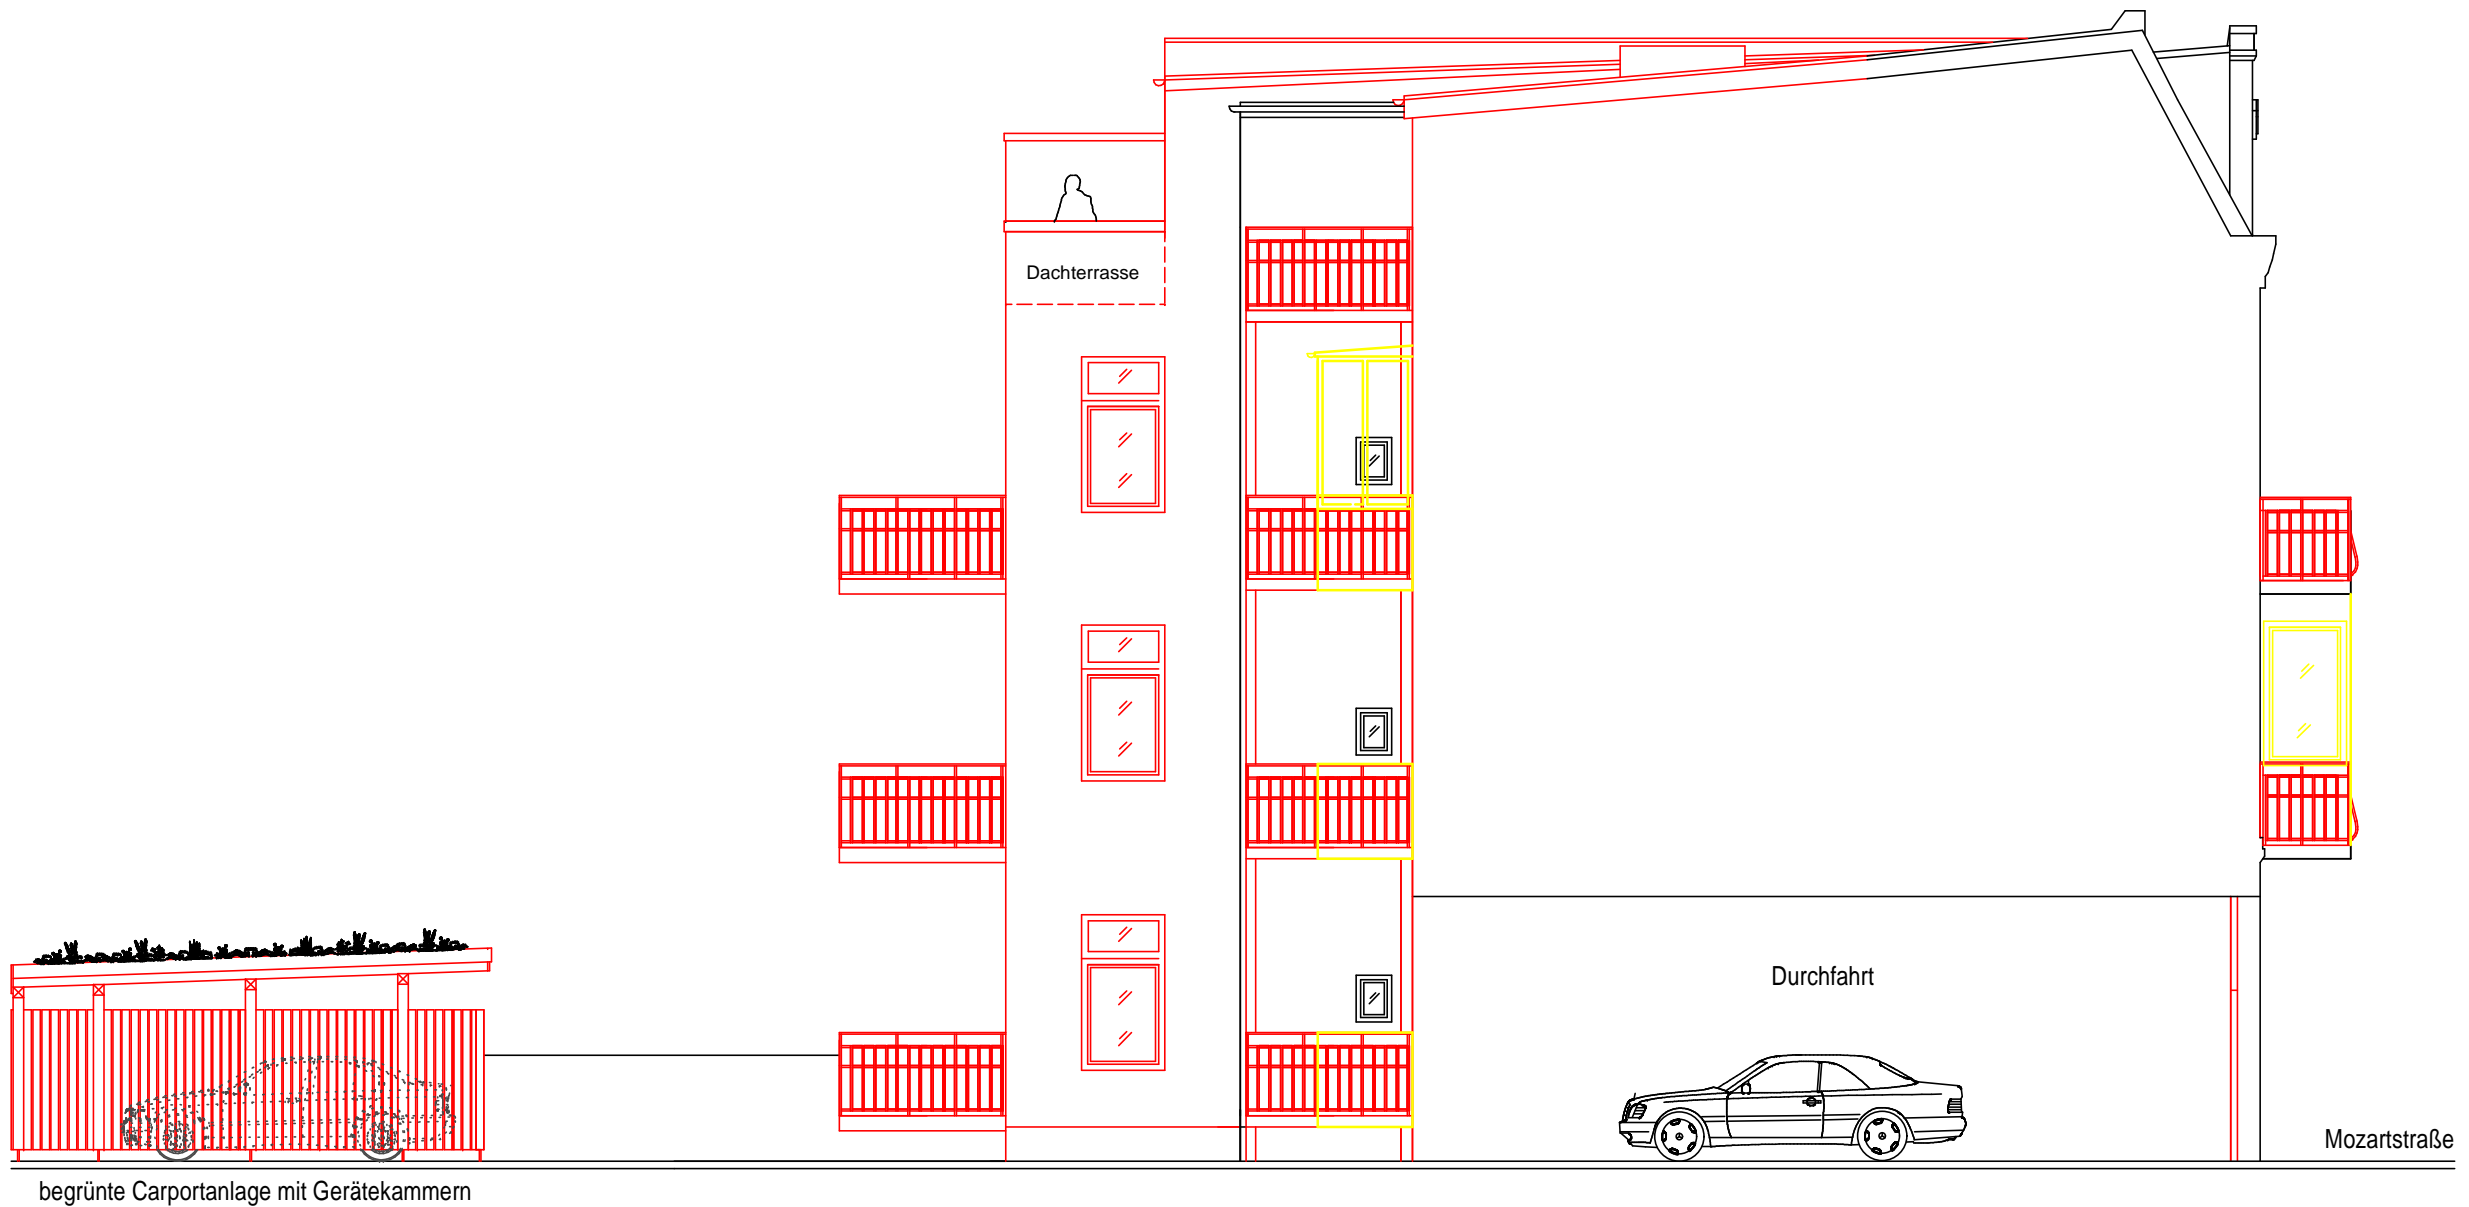 Dachterrasse
Durchfahrt
Mozartstraße
begrünte Carportanlage mit Gerätekammern